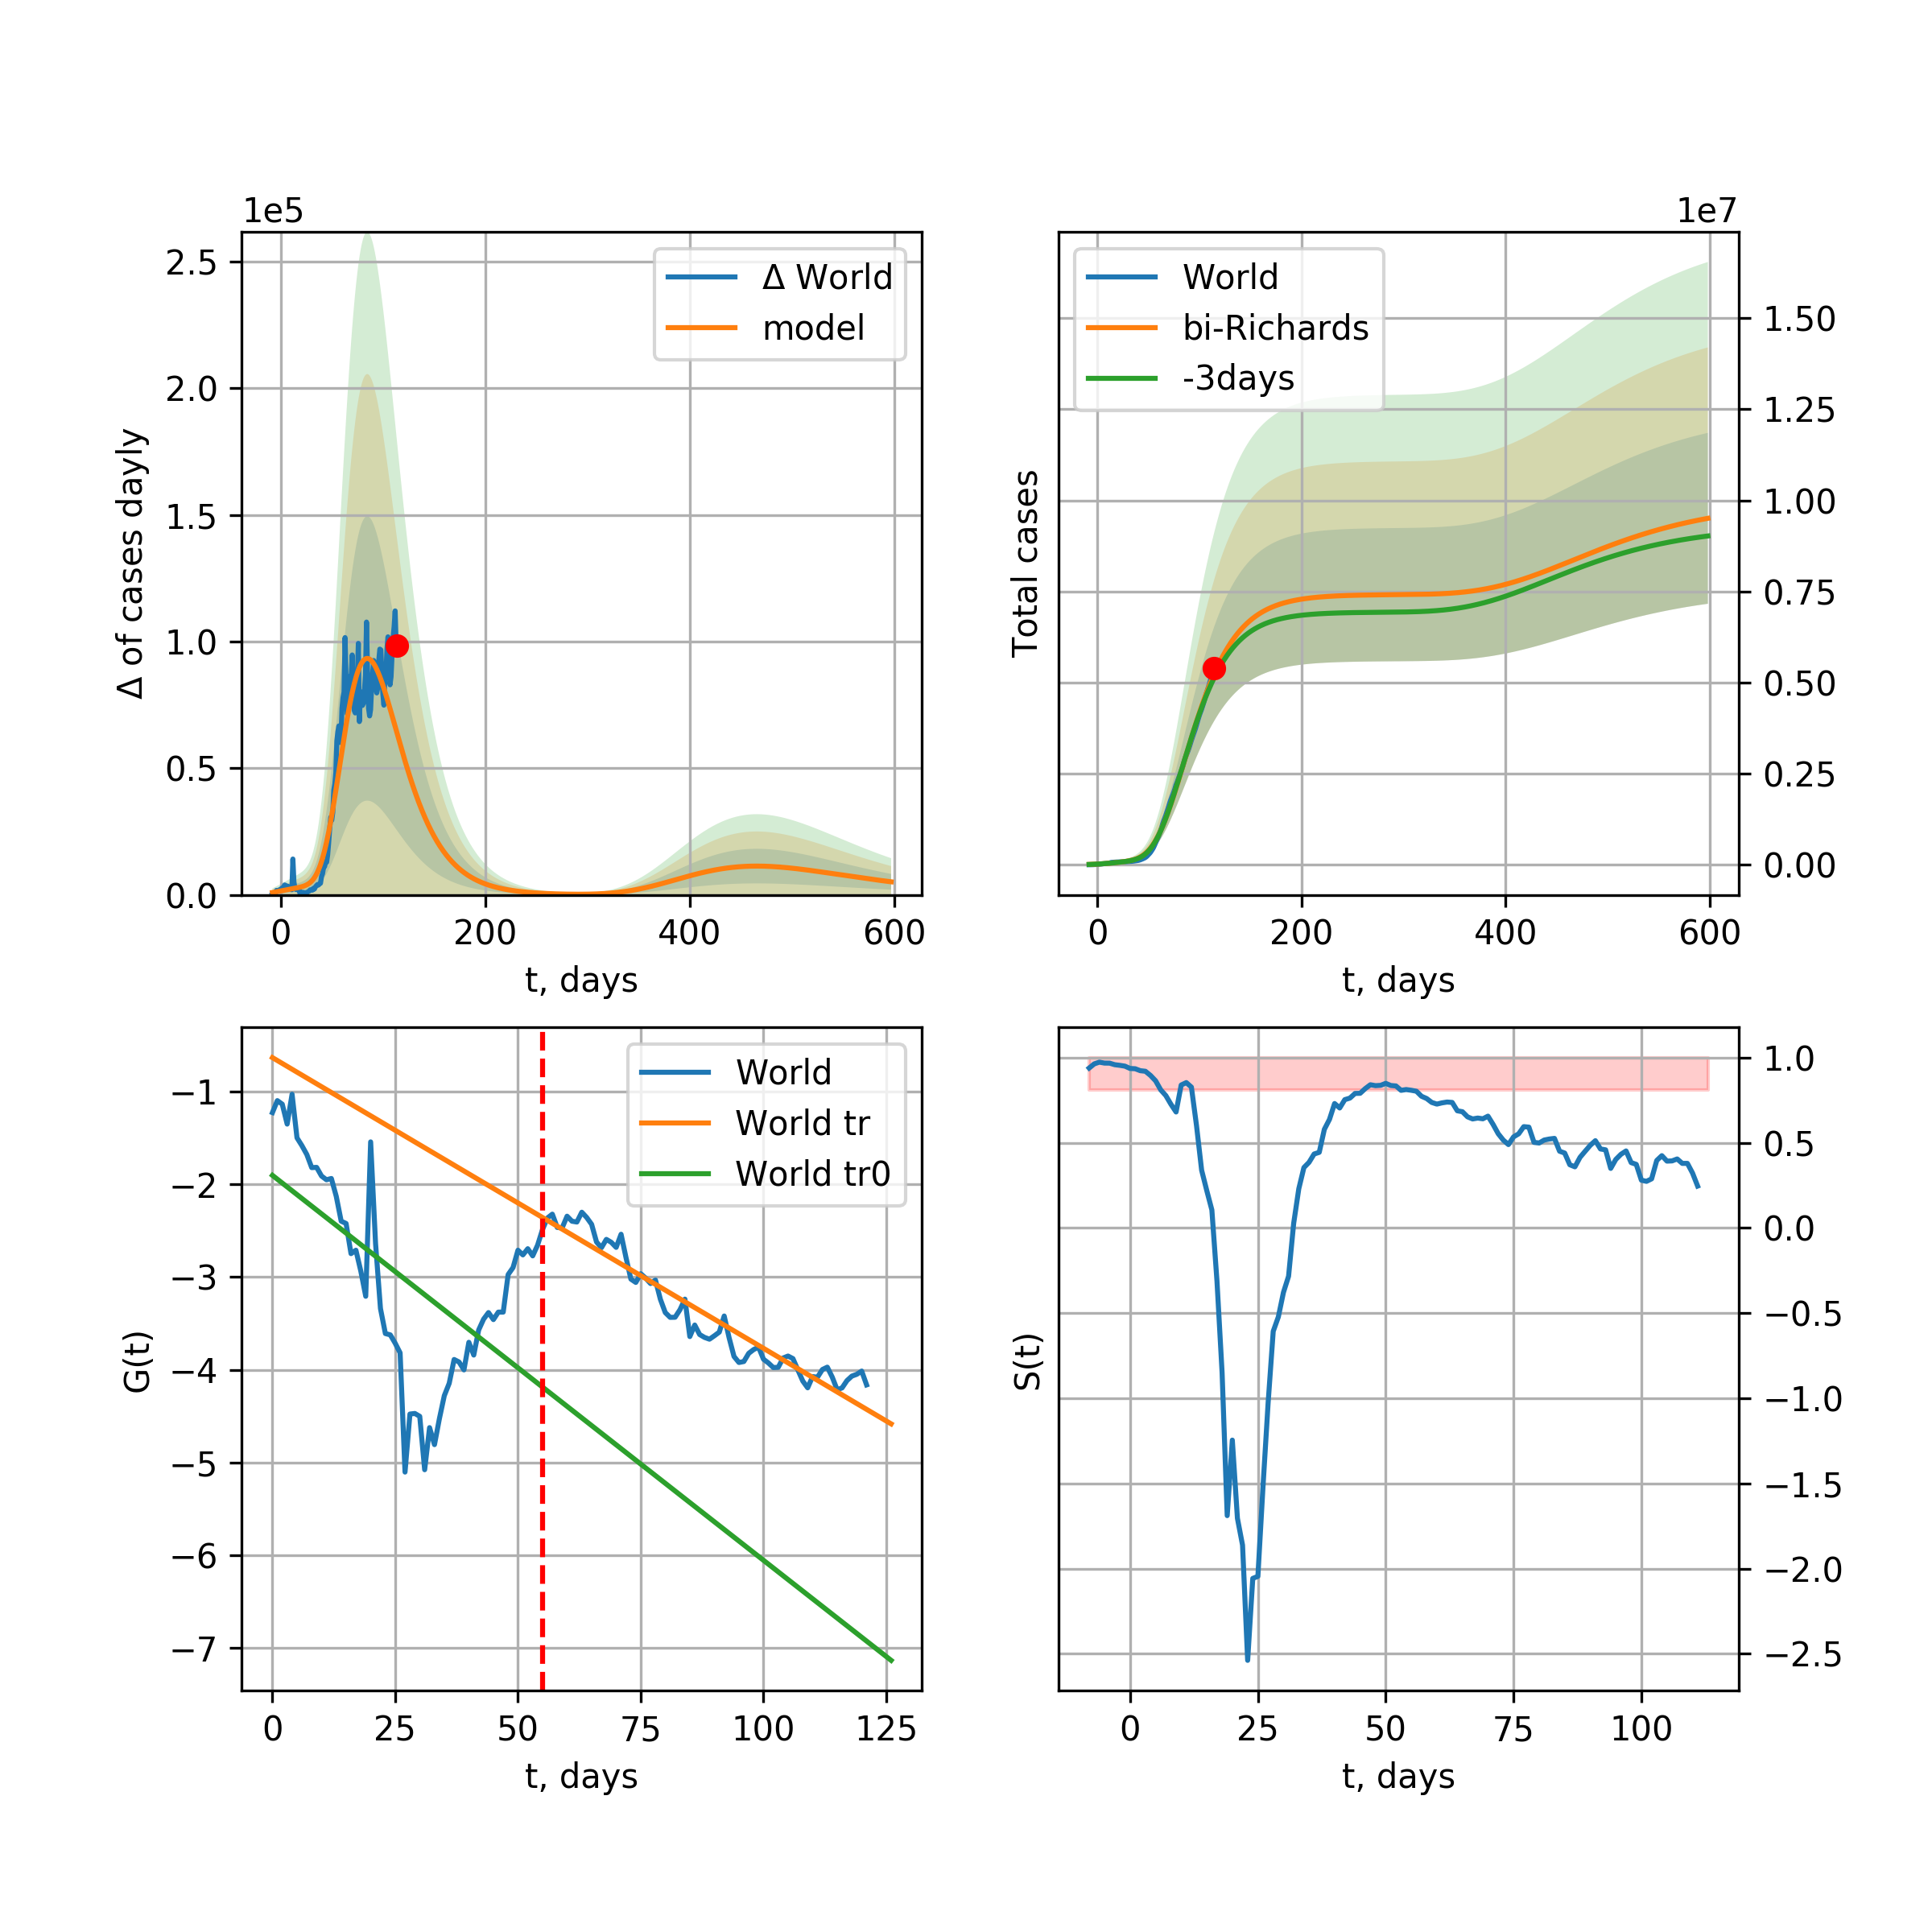 1e5
2.5
2.0
1.5
1.0
0.5
0.0
Δ of cases dayly
0 200 400 600
t, days
Δ World
model
1e7
World
bi-Richards
-3days
Total cases
1.50
1.25
1.00
0.75
0.50
0.25
0.00
0 200 400 600
t, days
World
World tr
World tr0
G(t)
−1
−2
−3
−4
−5
−6
−7
0 25 50 75 100 125
t, days
S(t)
1.0
0.5
0.0
−0.5
−1.0
−1.5
−2.0
−2.5
0 25 50 75 100
t, days